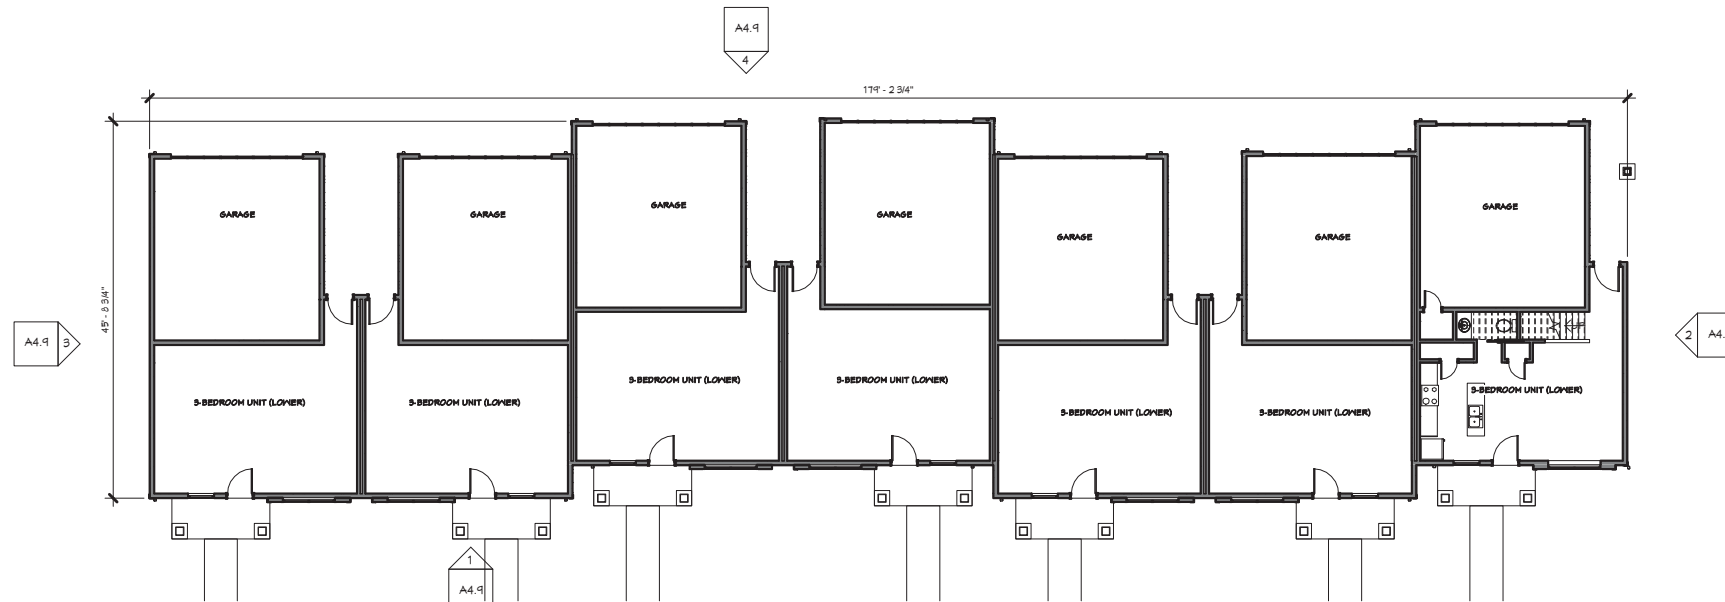 A4.9
4
179' - 2 3/4"
45' - 8 3/4"
GARAGE
GARAGE
GARAGE
GARAGE
GARAGE
GARAGE
GARAGE
A4.9
3
2
A4.
3-BEDROOM UNIT (LOWER)
3-BEDROOM UNIT (LOWER)
3-BEDROOM UNIT (LOWER)
3-BEDROOM UNIT (LOWER)
3-BEDROOM UNIT (LOWER)
3-BEDROOM UNIT (LOWER)
3-BEDROOM UNIT (LOWER)
1
A4.9